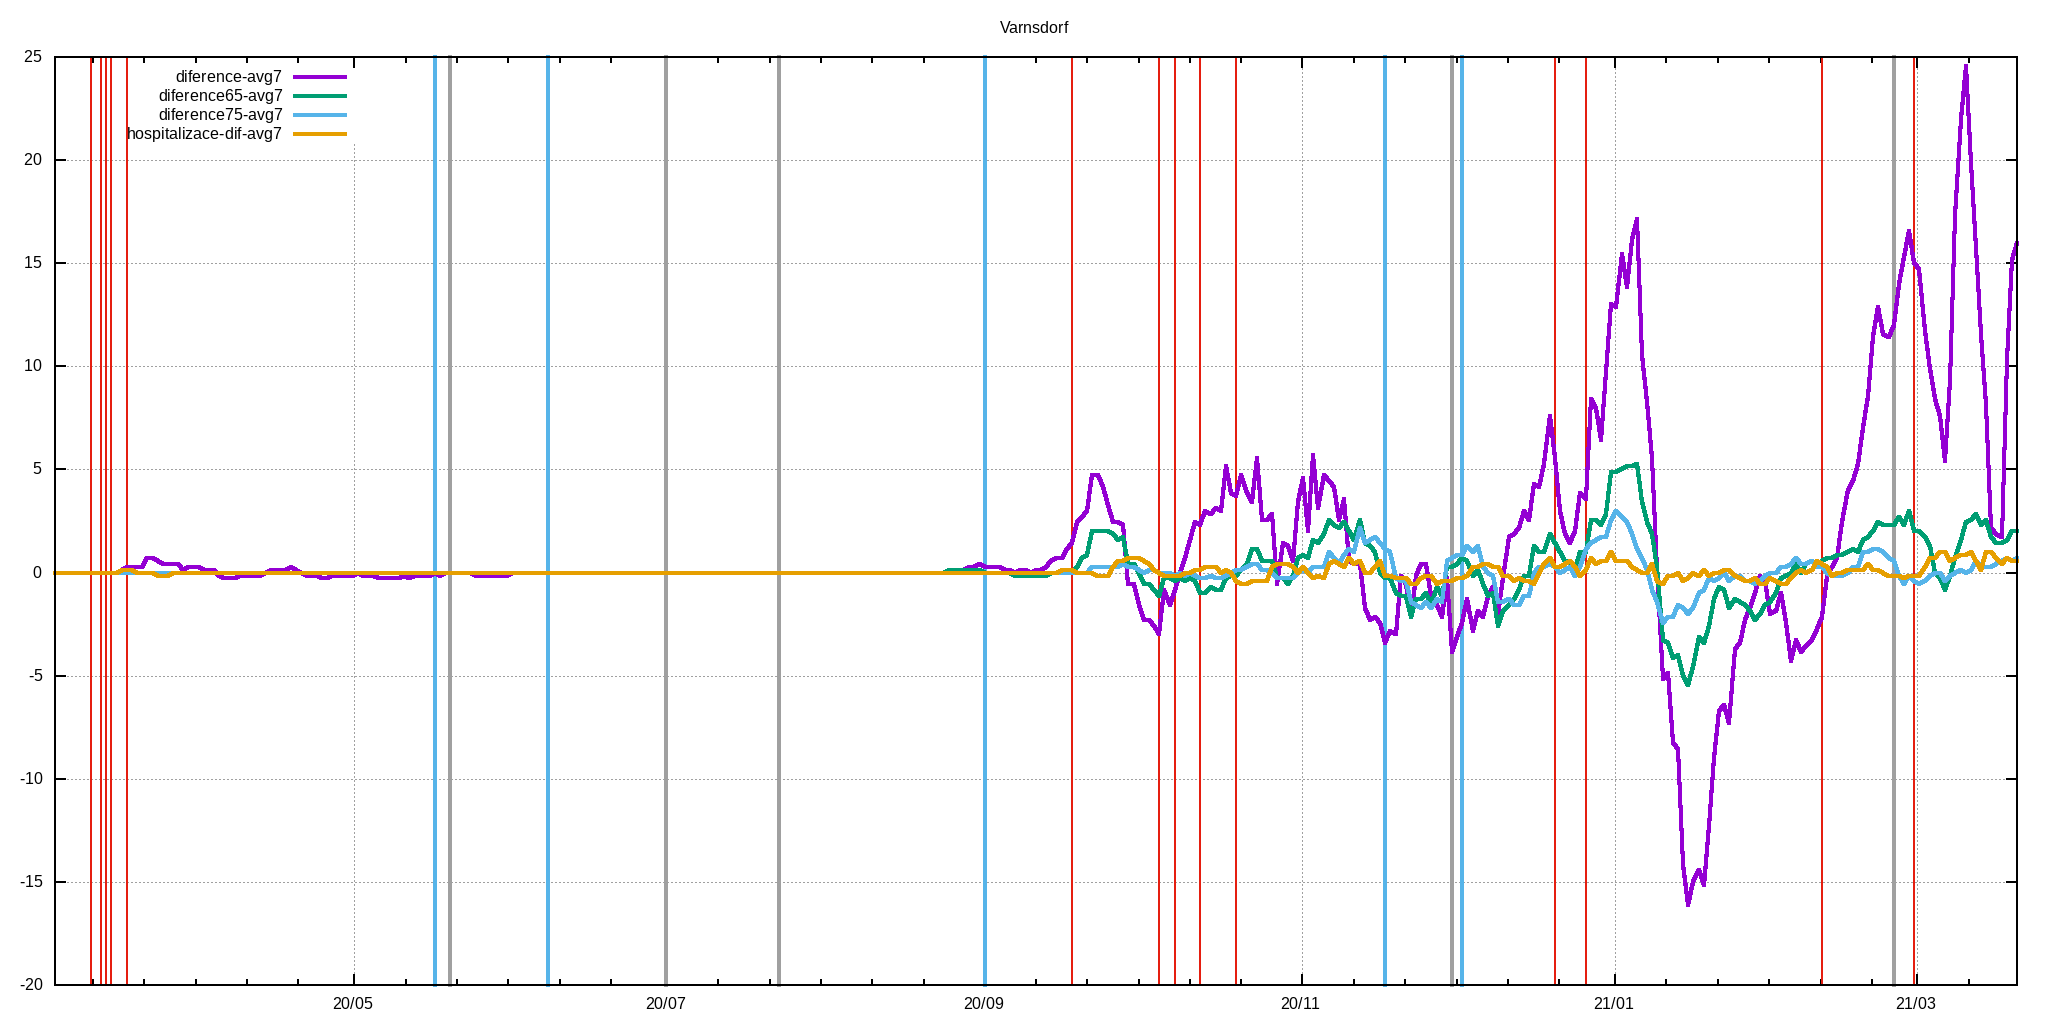 Varnsdorf
diference-avg7
diference65-avg7
diference75-avg7
hospitalizace-dif-avg7
25
20
15
10
5
0
-5
-10
-15
-20
20/05 20/07 20/09 20/11 21/01 21/03